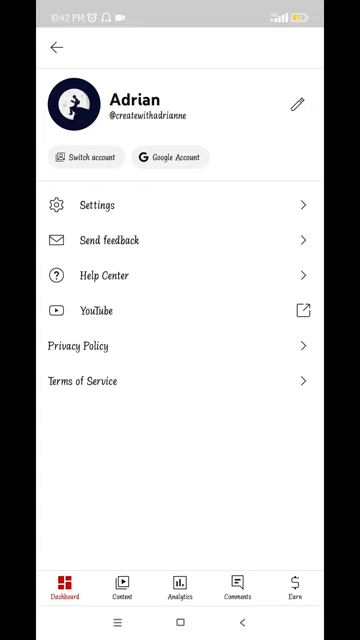 10:42 PM
Adrian
@createwithadrianne
Switch account
Google Account
Settings
Send feedback
Help Center
YouTube
Privacy Policy
Terms of Service
Dashboard
Content
Analytics
Comments
Earn